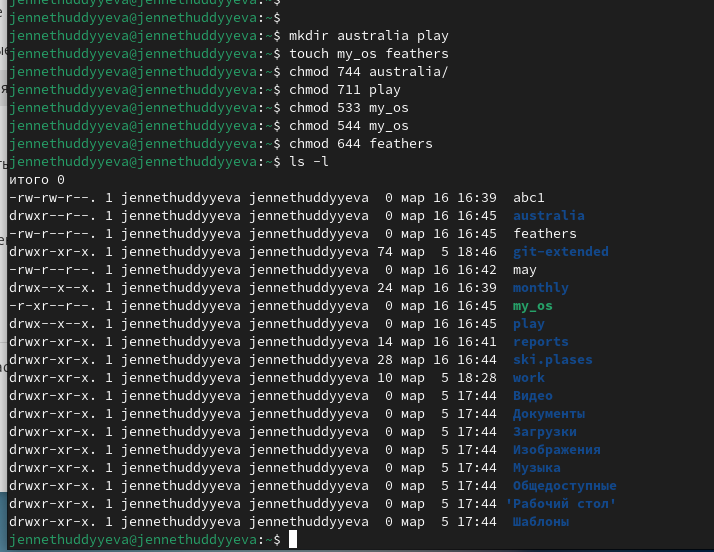 jennethuddyyeva@jennethuddyyeva:~$
jennethuddyyeva@jennethuddyyeva:~$
jennethuddyyeva@jennethuddyyeva:~$ mkdir australia play
jennethuddyyeva@jennethuddyyeva:~$ touch my_os feathers
jennethuddyyeva@jennethuddyyeva:~$ chmod 744 australia/
jennethuddyyeva@jennethuddyyeva:~$ chmod 711 play
jennethuddyyeva@jennethuddyyeva:~$ chmod 533 my_os
jennethuddyyeva@jennethuddyyeva:~$ chmod 544 my_os
jennethuddyyeva@jennethuddyyeva:~$ chmod 644 feathers
jennethuddyyeva@jennethuddyyeva:~$ ls -l
итого 0
-rw-rw-r--. 1 jennethuddyyeva jennethuddyyeva  0 мар 16 16:39  abc1
drwxr--r--. 1 jennethuddyyeva jennethuddyyeva  0 мар 16 16:45  australia
-rw-r--r--. 1 jennethuddyyeva jennethuddyyeva  0 мар 16 16:45  feathers
drwxr-xr-x. 1 jennethuddyyeva jennethuddyyeva 74 мар  5 18:46  git-extended
-rw-r--r--. 1 jennethuddyyeva jennethuddyyeva  0 мар 16 16:42  may
drwx--x--x. 1 jennethuddyyeva jennethuddyyeva 24 мар 16 16:39  monthly
-r-xr--r--. 1 jennethuddyyeva jennethuddyyeva  0 мар 16 16:45  my_os
drwx--x--x. 1 jennethuddyyeva jennethuddyyeva  0 мар 16 16:45  play
drwxr-xr-x. 1 jennethuddyyeva jennethuddyyeva 14 мар 16 16:41  reports
drwxr-xr-x. 1 jennethuddyyeva jennethuddyyeva 28 мар 16 16:44  ski.plases
drwxr-xr-x. 1 jennethuddyyeva jennethuddyyeva 10 мар  5 18:28  work
drwxr-xr-x. 1 jennethuddyyeva jennethuddyyeva  0 мар  5 17:44  Видео
drwxr-xr-x. 1 jennethuddyyeva jennethuddyyeva  0 мар  5 17:44  Документы
drwxr-xr-x. 1 jennethuddyyeva jennethuddyyeva  0 мар  5 17:44  Загрузки
drwxr-xr-x. 1 jennethuddyyeva jennethuddyyeva  0 мар  5 17:44  Изображения
drwxr-xr-x. 1 jennethuddyyeva jennethuddyyeva  0 мар  5 17:44  Музыка
drwxr-xr-x. 1 jennethuddyyeva jennethuddyyeva  0 мар  5 17:44  Общедоступные
drwxr-xr-x. 1 jennethuddyyeva jennethuddyyeva  0 мар  5 17:44 'Рабочий стол'
drwxr-xr-x. 1 jennethuddyyeva jennethuddyyeva  0 мар  5 17:44  Шаблоны
jennethuddyyeva@jennethuddyyeva:~$